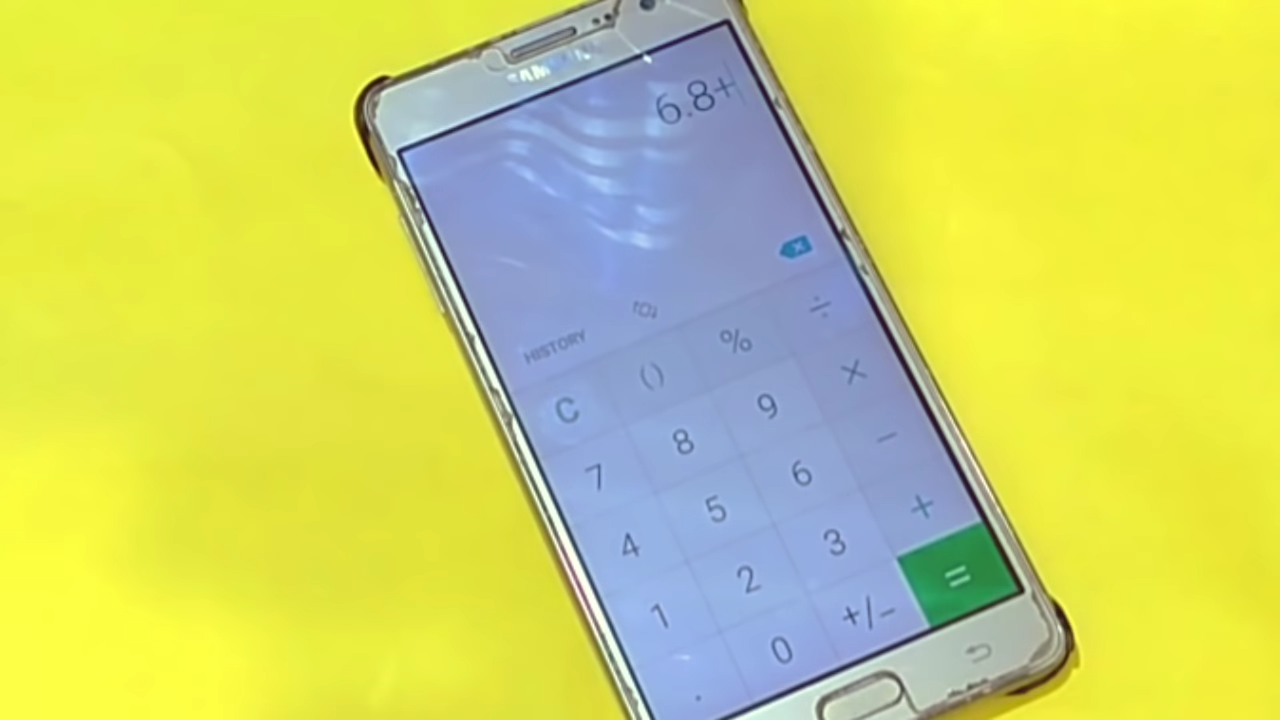 SAMSUNG
6.8+
÷
HISTORY
C () % ×
7 8 9 −
4 5 6 +
1 2 3 =
. 0 +/-